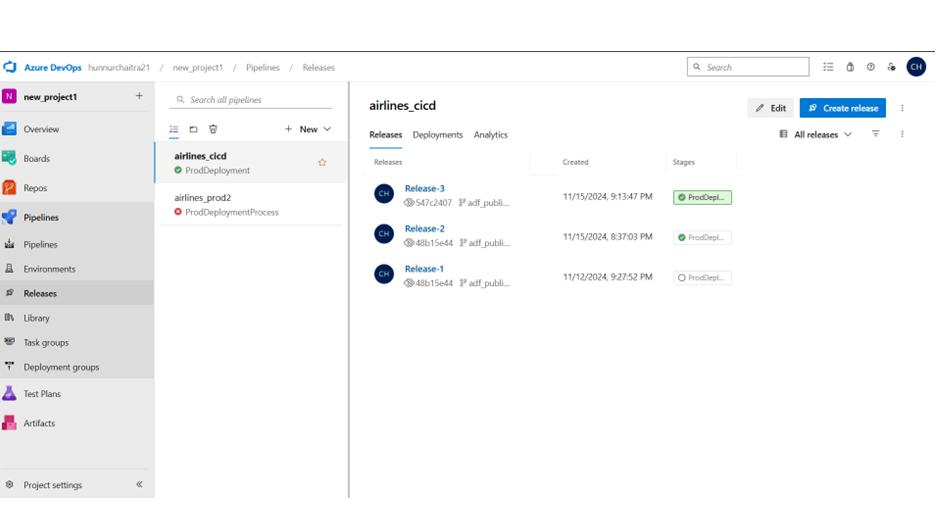 Azure DevOps hunnurchaitra21 / new_project1 / Pipelines / Releases
Search
CH
N new_project1 +
Overview
Boards
Repos
Pipelines
Pipelines
Environments
Releases
Library
Task groups
Deployment groups
Test Plans
Artifacts
Project settings
Search all pipelines
+ New
airlines_cicd
ProdDeployment
airlines_prod2
ProdDeploymentProcess
airlines_cicd
Edit
Create release
Releases Deployments Analytics
All releases
Releases Created Stages
CH Release-3
547c2407 adf_publi...
11/15/2024, 9:13:47 PM
ProdDepl...
CH Release-2
48b15e44 adf_publi...
11/15/2024, 8:37:03 PM
ProdDepl...
CH Release-1
48b15e44 adf_publi...
11/12/2024, 9:27:52 PM
ProdDepl...